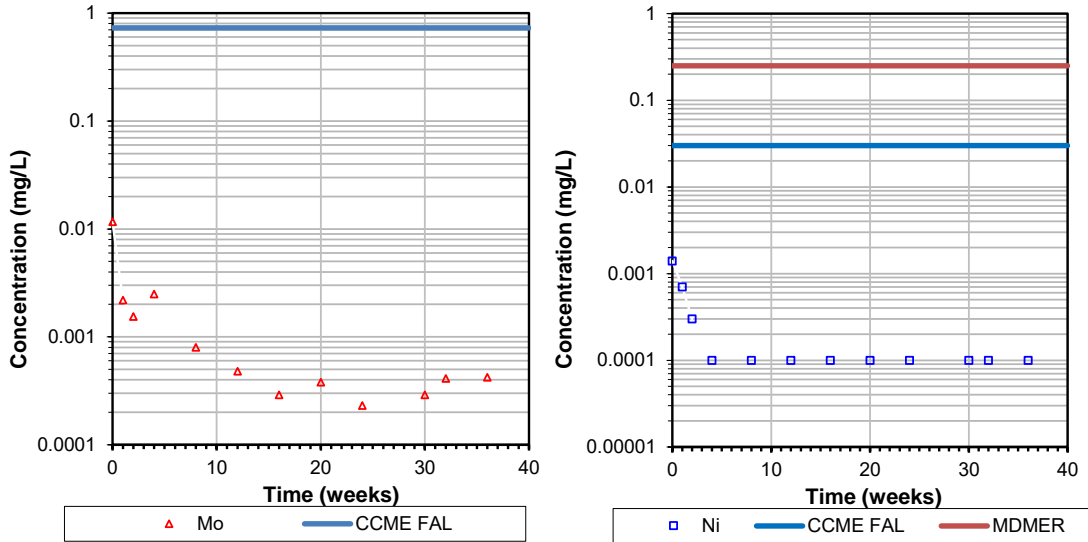 Concentration (mg/L)
1
0.1
0.01
0.001
0.0001
0
10
20
30
40
Time (weeks)
Mo
CCME FAL
Concentration (mg/L)
1
0.1
0.01
0.001
0.0001
0.00001
0
10
20
30
40
Time (weeks)
Ni
CCME FAL
MDMER